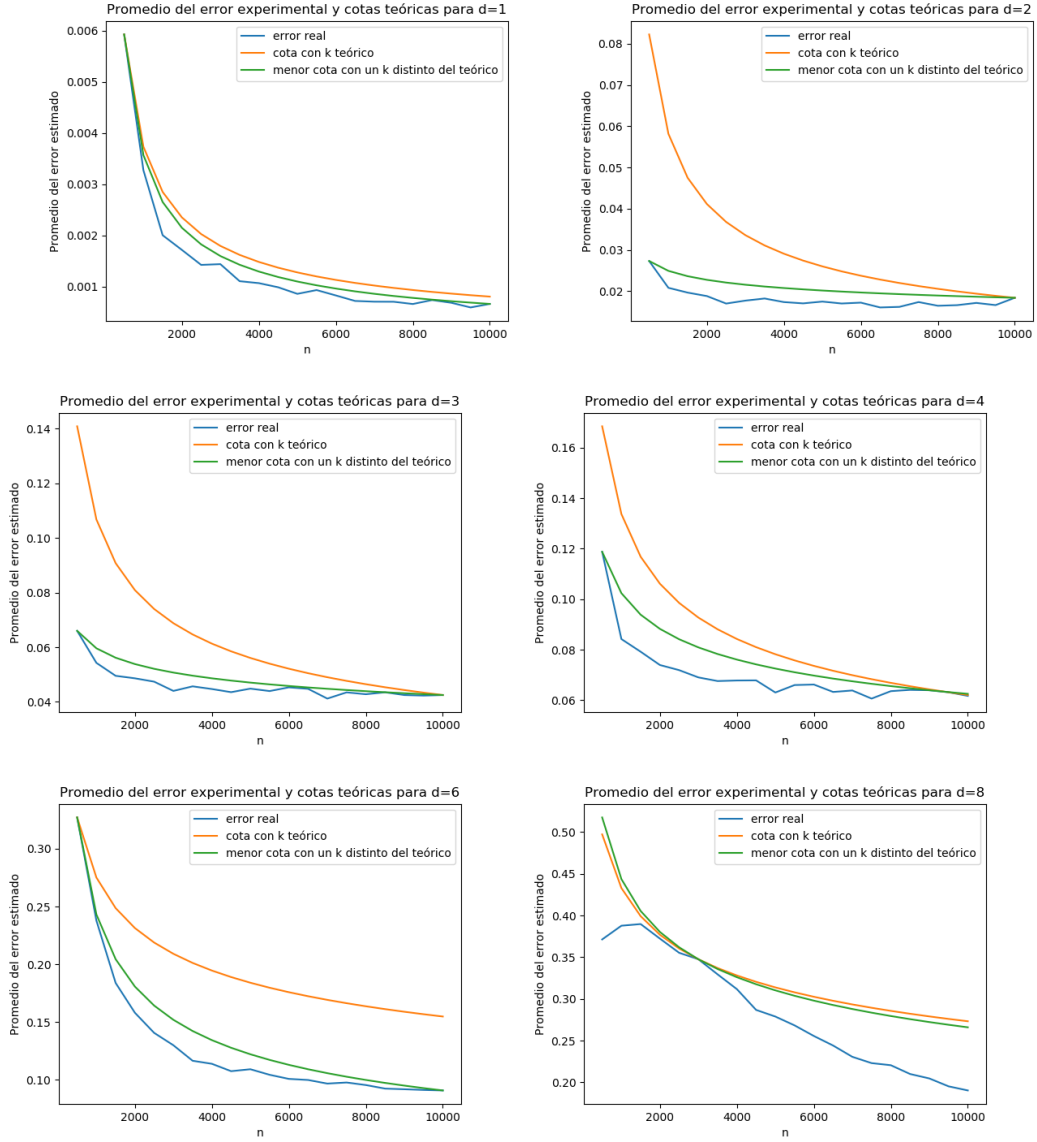 Promedio del error experimental y cotas teóricas para d=1
error real
cota con k teórico
menor cota con un k distinto del teórico
Promedio del error estimado
0.006
0.005
0.004
0.003
0.002
0.001
2000
4000
6000
8000
10000
n
Promedio del error experimental y cotas teóricas para d=2
error real
cota con k teórico
menor cota con un k distinto del teórico
Promedio del error estimado
0.08
0.07
0.06
0.05
0.04
0.03
0.02
2000
4000
6000
8000
10000
n
Promedio del error experimental y cotas teóricas para d=3
error real
cota con k teórico
menor cota con un k distinto del teórico
Promedio del error estimado
0.14
0.12
0.10
0.08
0.06
0.04
2000
4000
6000
8000
10000
n
Promedio del error experimental y cotas teóricas para d=4
error real
cota con k teórico
menor cota con un k distinto del teórico
Promedio del error estimado
0.16
0.14
0.12
0.10
0.08
0.06
2000
4000
6000
8000
10000
n
Promedio del error experimental y cotas teóricas para d=6
error real
cota con k teórico
menor cota con un k distinto del teórico
Promedio del error estimado
0.30
0.25
0.20
0.15
0.10
2000
4000
6000
8000
10000
n
Promedio del error experimental y cotas teóricas para d=8
error real
cota con k teórico
menor cota con un k distinto del teórico
Promedio del error estimado
0.50
0.45
0.40
0.35
0.30
0.25
0.20
2000
4000
6000
8000
10000
n